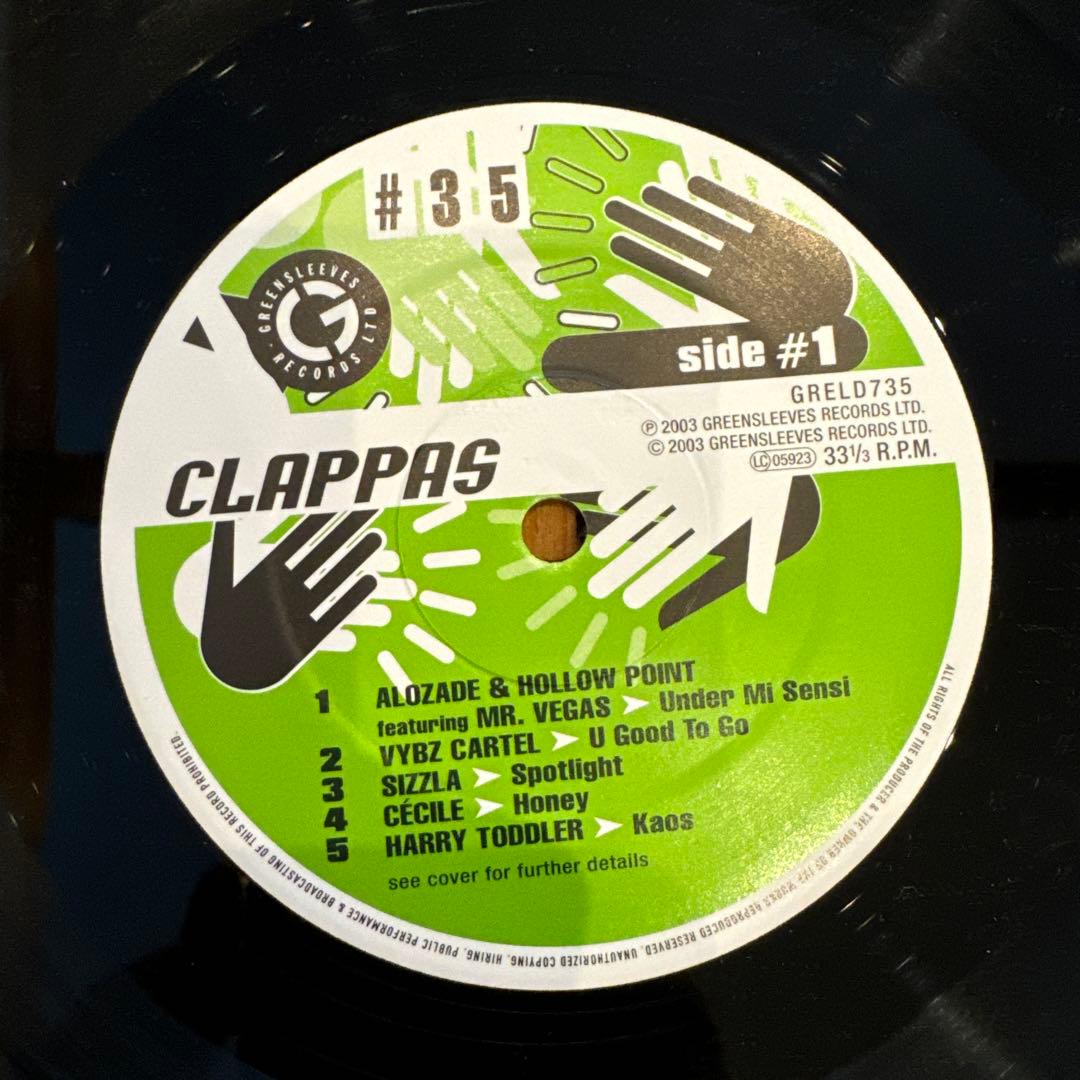 #35
GREENSLEEVES RECORDS LTD
side #1
GRELD735
℗ 2003 GREENSLEEVES RECORDS LTD.
© 2003 GREENSLEEVES RECORDS LTD.
LC 05923 33⅓ R.P.M.
CLAPPAS
1 ALOZADE & HOLLOW POINT
featuring MR. VEGAS ➤ Under Mi Sensi
2 VYBZ CARTEL ➤ U Good To Go
3 SIZZLA ➤ Spotlight
4 CÉCILE ➤ Honey
5 HARRY TODDLER ➤ Kaos
see cover for further details
ALL RIGHTS OF THE PRODUCER & THE OWNER OF THE WORKS REPRODUCED RESERVED. UNAUTHORIZED COPYING, HIRING, PUBLIC PERFORMANCE & BROADCASTING OF THIS RECORD PROHIBITED.